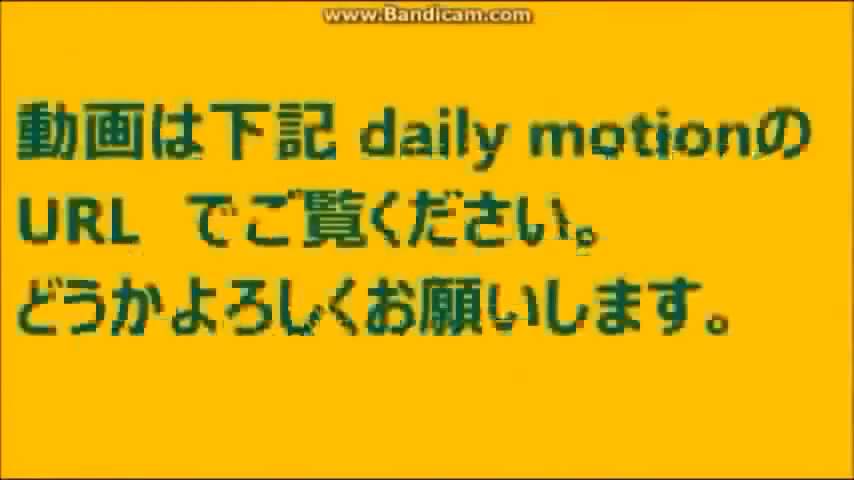 www.Bandicam.com
動画は下記 daily motionの
URL でご覧ください。
どうかよろしくお願いします。